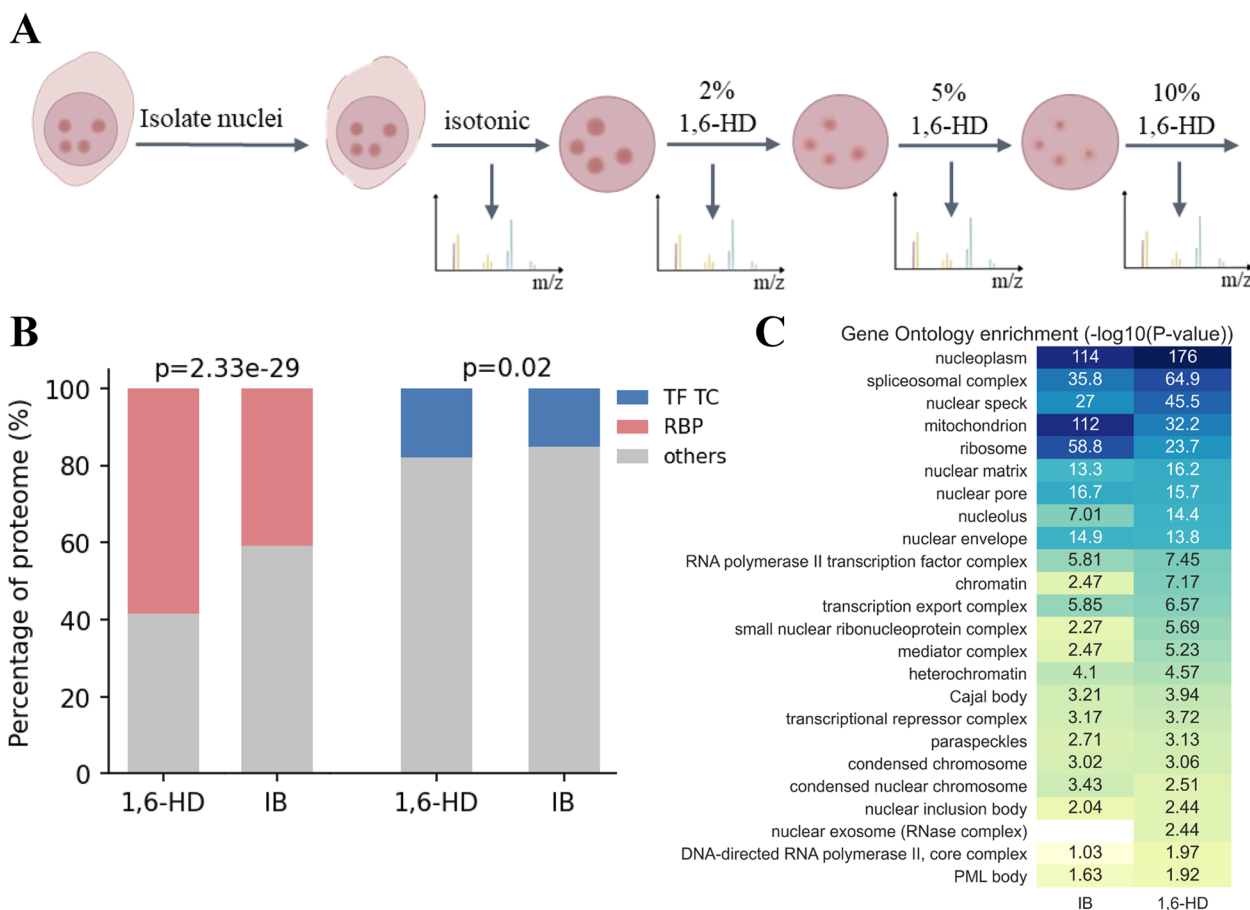 A
Isolate nuclei
isotonic
2%
1,6-HD
5%
1,6-HD
10%
1,6-HD
m/z
m/z
m/z
m/z
B
p=2.33e-29
p=0.02
Percentage of proteome (%)
100
80
60
40
20
0
1,6-HD
IB
1,6-HD
IB
TF TC
RBP
others
C
Gene Ontology enrichment (-log10(P-value))
nucleoplasm 114 176
spliceosomal complex 35.8 64.9
nuclear speck 27 45.5
mitochondrion 112 32.2
ribosome 58.8 23.7
nuclear matrix 13.3 16.2
nuclear pore 16.7 15.7
nucleolus 7.01 14.4
nuclear envelope 14.9 13.8
RNA polymerase II transcription factor complex 5.81 7.45
chromatin 2.47 7.17
transcription export complex 5.85 6.57
small nuclear ribonucleoprotein complex 2.27 5.69
mediator complex 2.47 5.23
heterochromatin 4.1 4.57
Cajal body 3.21 3.94
transcriptional repressor complex 3.17 3.72
paraspeckles 2.71 3.13
condensed chromosome 3.02 3.06
condensed nuclear chromosome 3.43 2.51
nuclear inclusion body 2.04 2.44
nuclear exosome (RNase complex) 2.44
DNA-directed RNA polymerase II, core complex 1.03 1.97
PML body 1.63 1.92
IB 1,6-HD